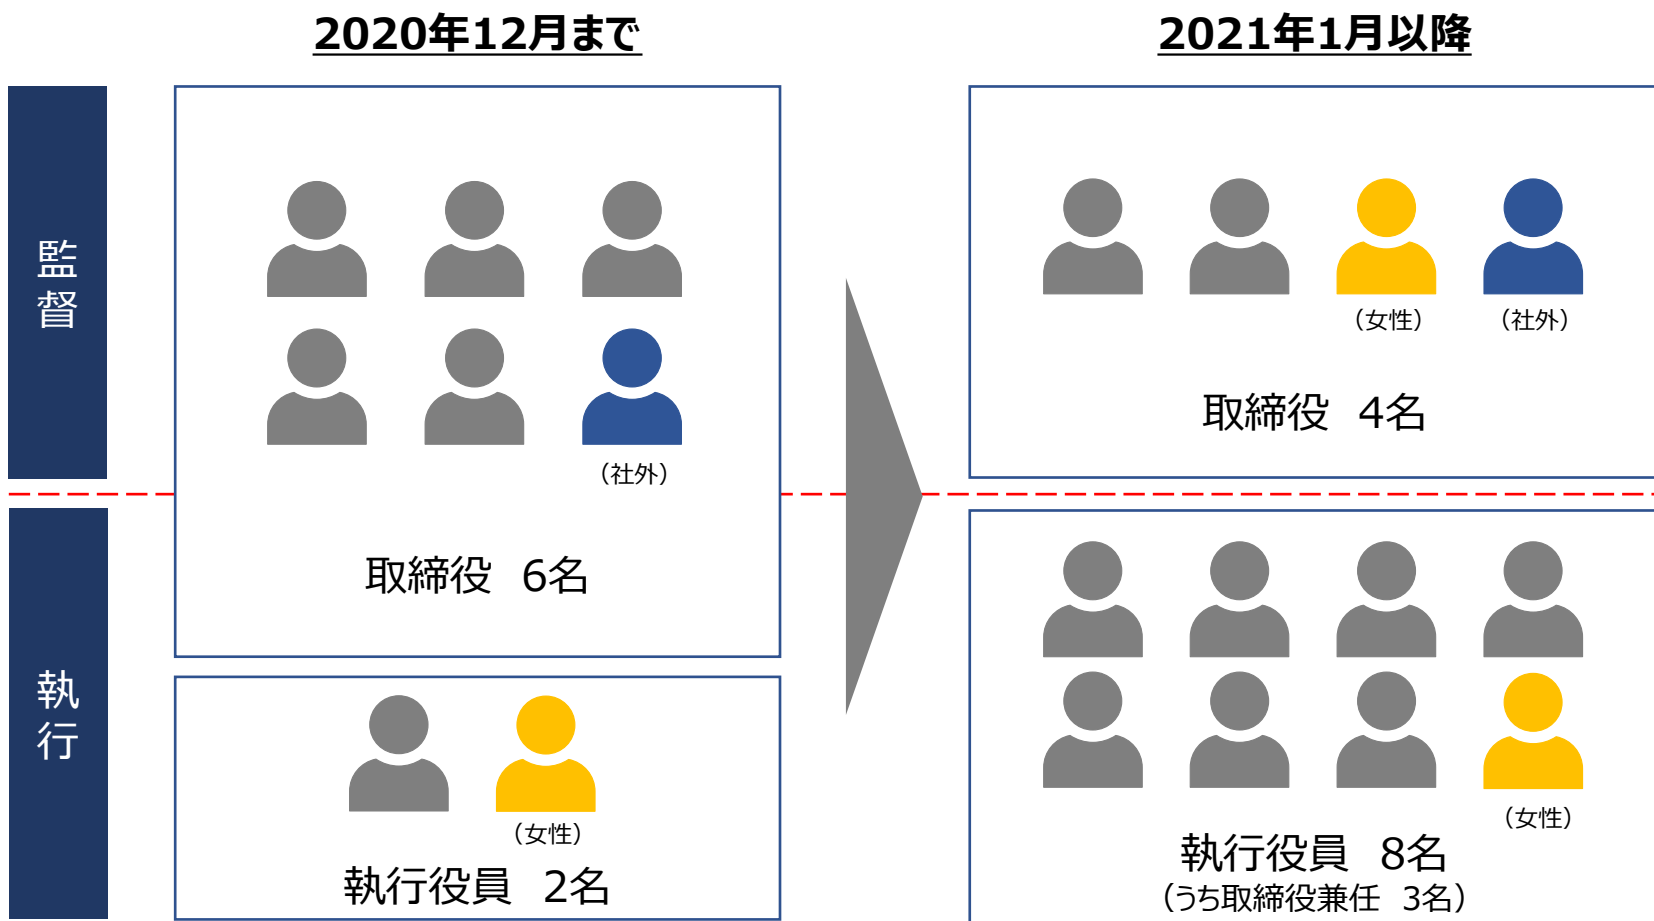 2020年12月まで
2021年1月以降
監督
(社外)
取締役 6名
(女性)
(社外)
取締役 4名
執行
(女性)
執行役員 2名
(女性)
執行役員 8名
(うち取締役兼任 3名)